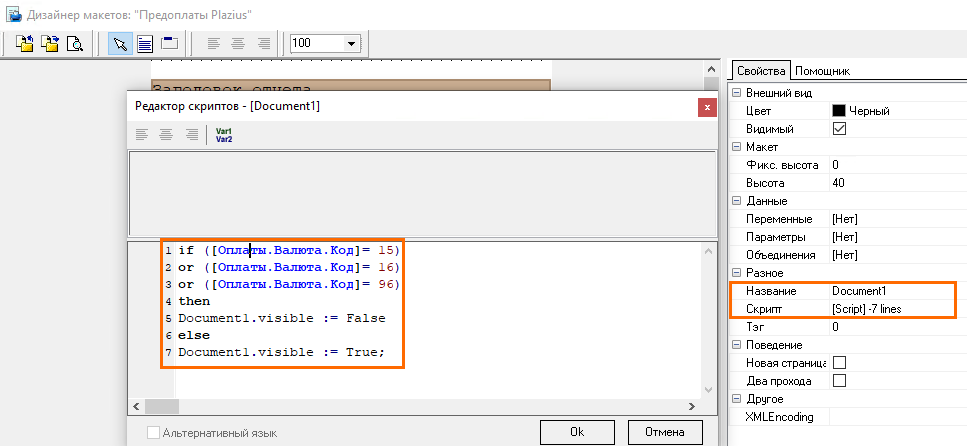 Дизайнер макетов: "Предоплаты Plazius"
100
Заголовок отчета
Редактор скриптов - [Document1]
x
Var1
Var2
1 if ([Оплаты.Валюта.Код]= 15)
2 or ([Оплаты.Валюта.Код]= 16)
3 or ([Оплаты.Валюта.Код]= 96)
4 then
5 Document1.visible := False
6 else
7 Document1.visible := True;
Альтернативный язык
Ok
Отмена
Свойства Помощник
Внешний вид
Цвет Черный
Видимый
Макет
Фикс. высота 0
Высота 40
Данные
Переменные [Нет]
Параметры [Нет]
Объединения [Нет]
Разное
Название Document1
Скрипт [Script] -7 lines
Тэг 0
Поведение
Новая страница
Два прохода
Другое
XMLEncoding